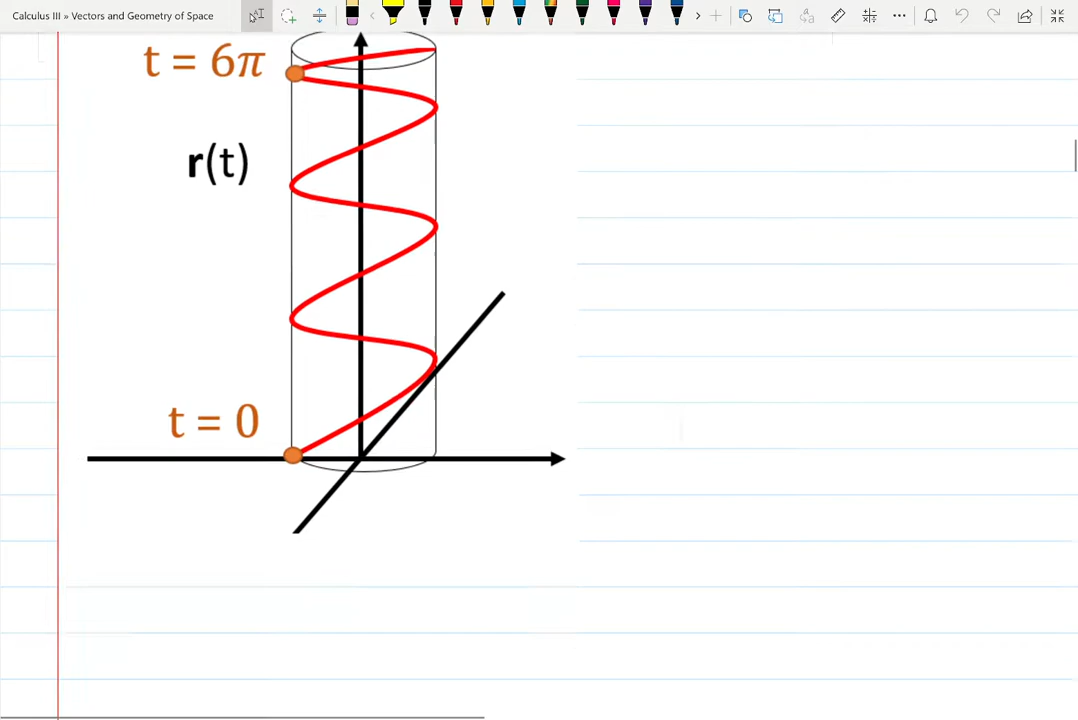 Calculus III » Vectors and Geometry of Space
t = 6π
r(t)
t = 0